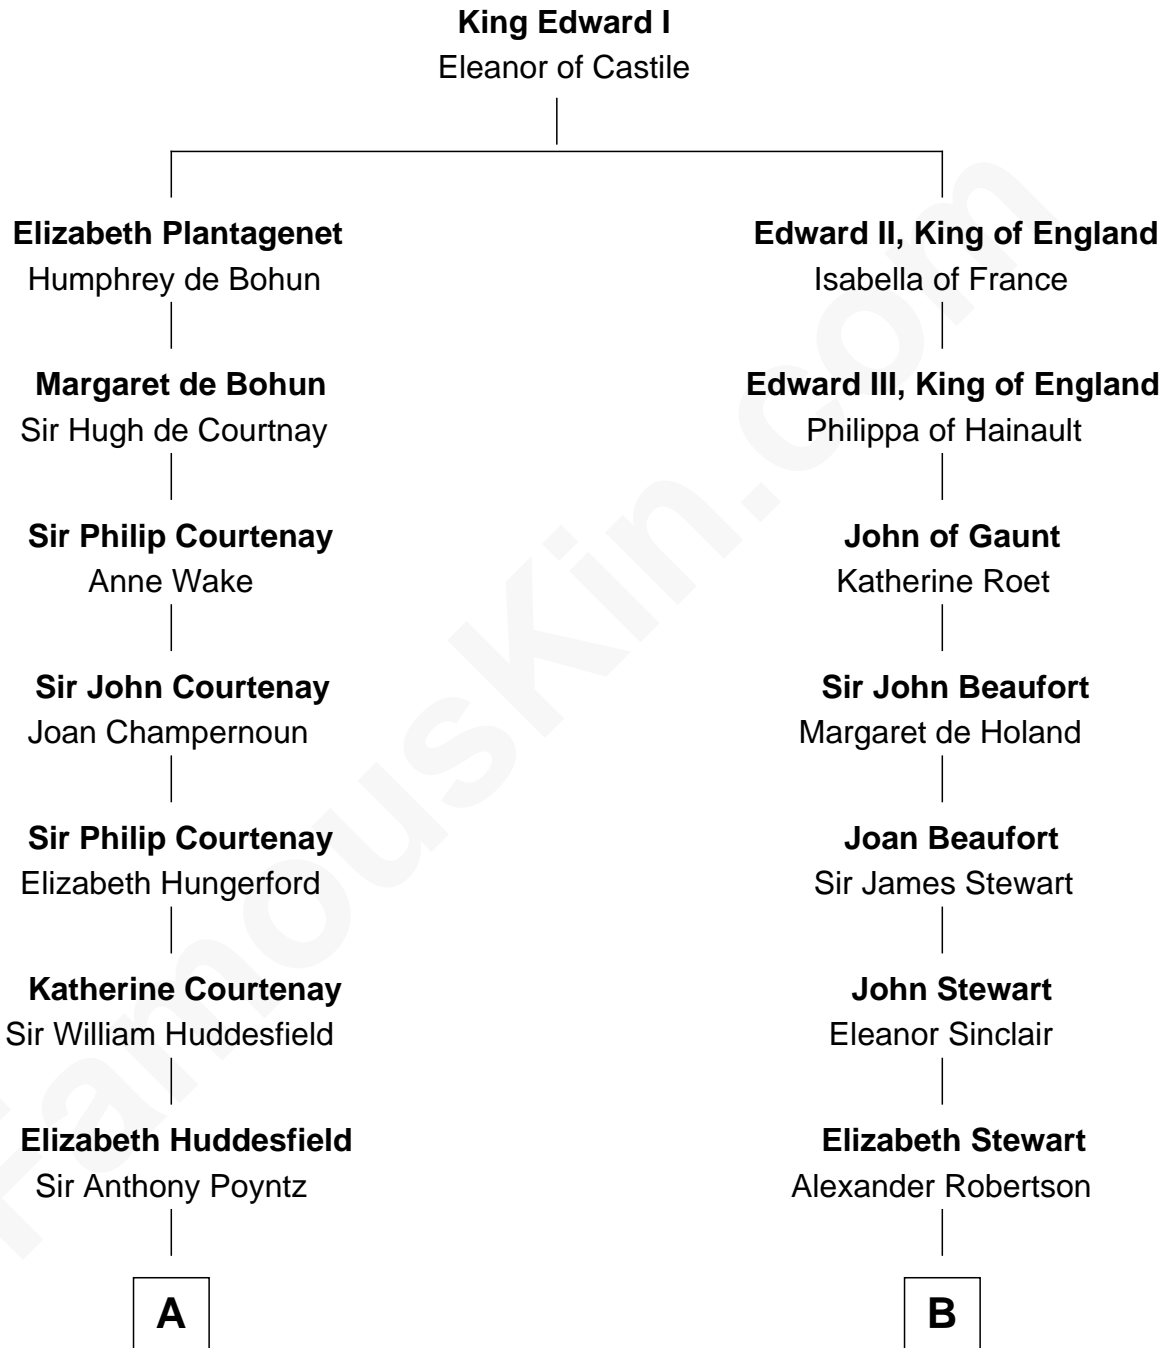 King Edward I
Eleanor of Castile
Elizabeth Plantagenet
Humphrey de Bohun
Edward II, King of England
Isabella of France
Margaret de Bohun
Sir Hugh de Courtnay
Edward III, King of England
Philippa of Hainault
Sir Philip Courtenay
Anne Wake
John of Gaunt
Katherine Roet
Sir John Courtenay
Joan Champernoun
Sir John Beaufort
Margaret de Holand
Sir Philip Courtenay
Elizabeth Hungerford
Joan Beaufort
Sir James Stewart
Katherine Courtenay
Sir William Huddesfield
John Stewart
Eleanor Sinclair
Elizabeth Huddesfield
Sir Anthony Poyntz
Elizabeth Stewart
Alexander Robertson
A
B
FamousKin.com